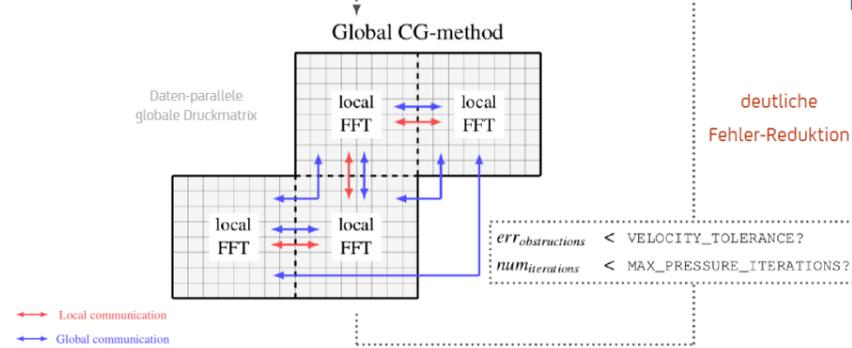 Global CG-method
Daten-parallele
globale Druckmatrix
local
FFT
local
FFT
deutliche
Fehler-Reduktion
local
FFT
local
FFT
err_obstructions < VELOCITY_TOLERANCE?
num_iterations < MAX_PRESSURE_ITERATIONS?
Local communication
Global communication